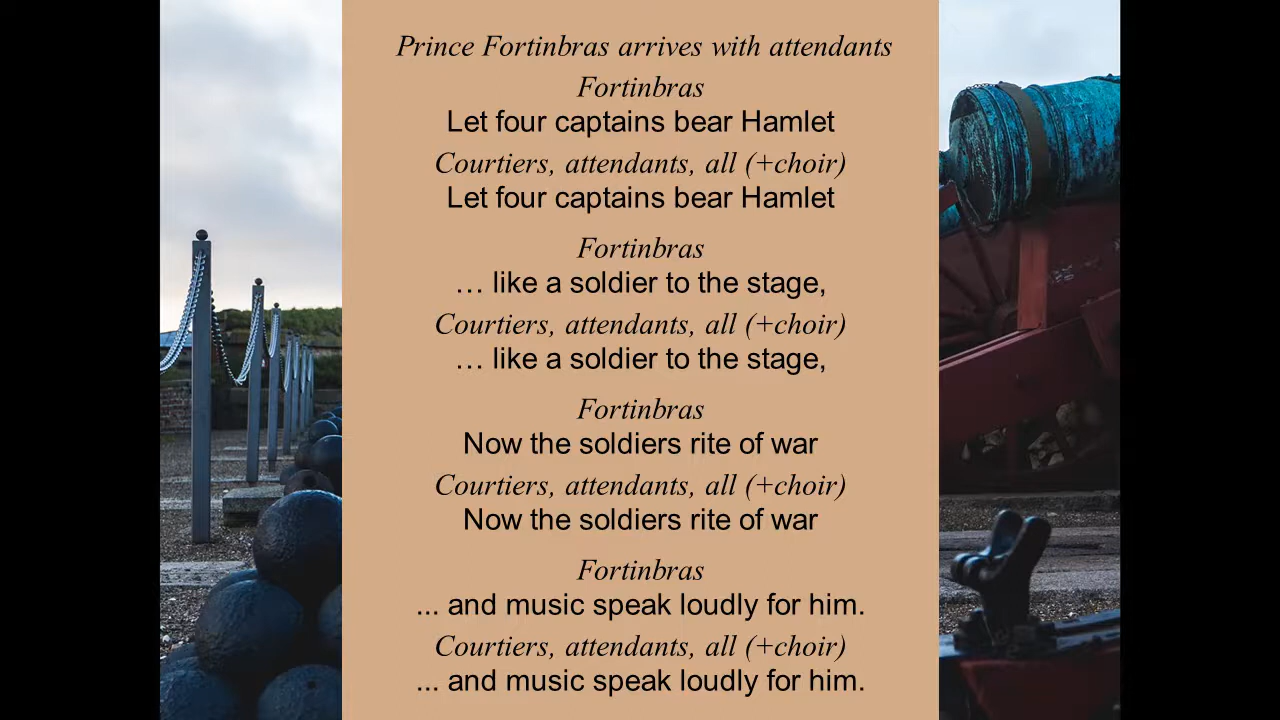 Prince Fortinbras arrives with attendants
Fortinbras
Let four captains bear Hamlet
Courtiers, attendants, all (+choir)
Let four captains bear Hamlet
Fortinbras
… like a soldier to the stage,
Courtiers, attendants, all (+choir)
… like a soldier to the stage,
Fortinbras
Now the soldiers rite of war
Courtiers, attendants, all (+choir)
Now the soldiers rite of war
Fortinbras
... and music speak loudly for him.
Courtiers, attendants, all (+choir)
... and music speak loudly for him.